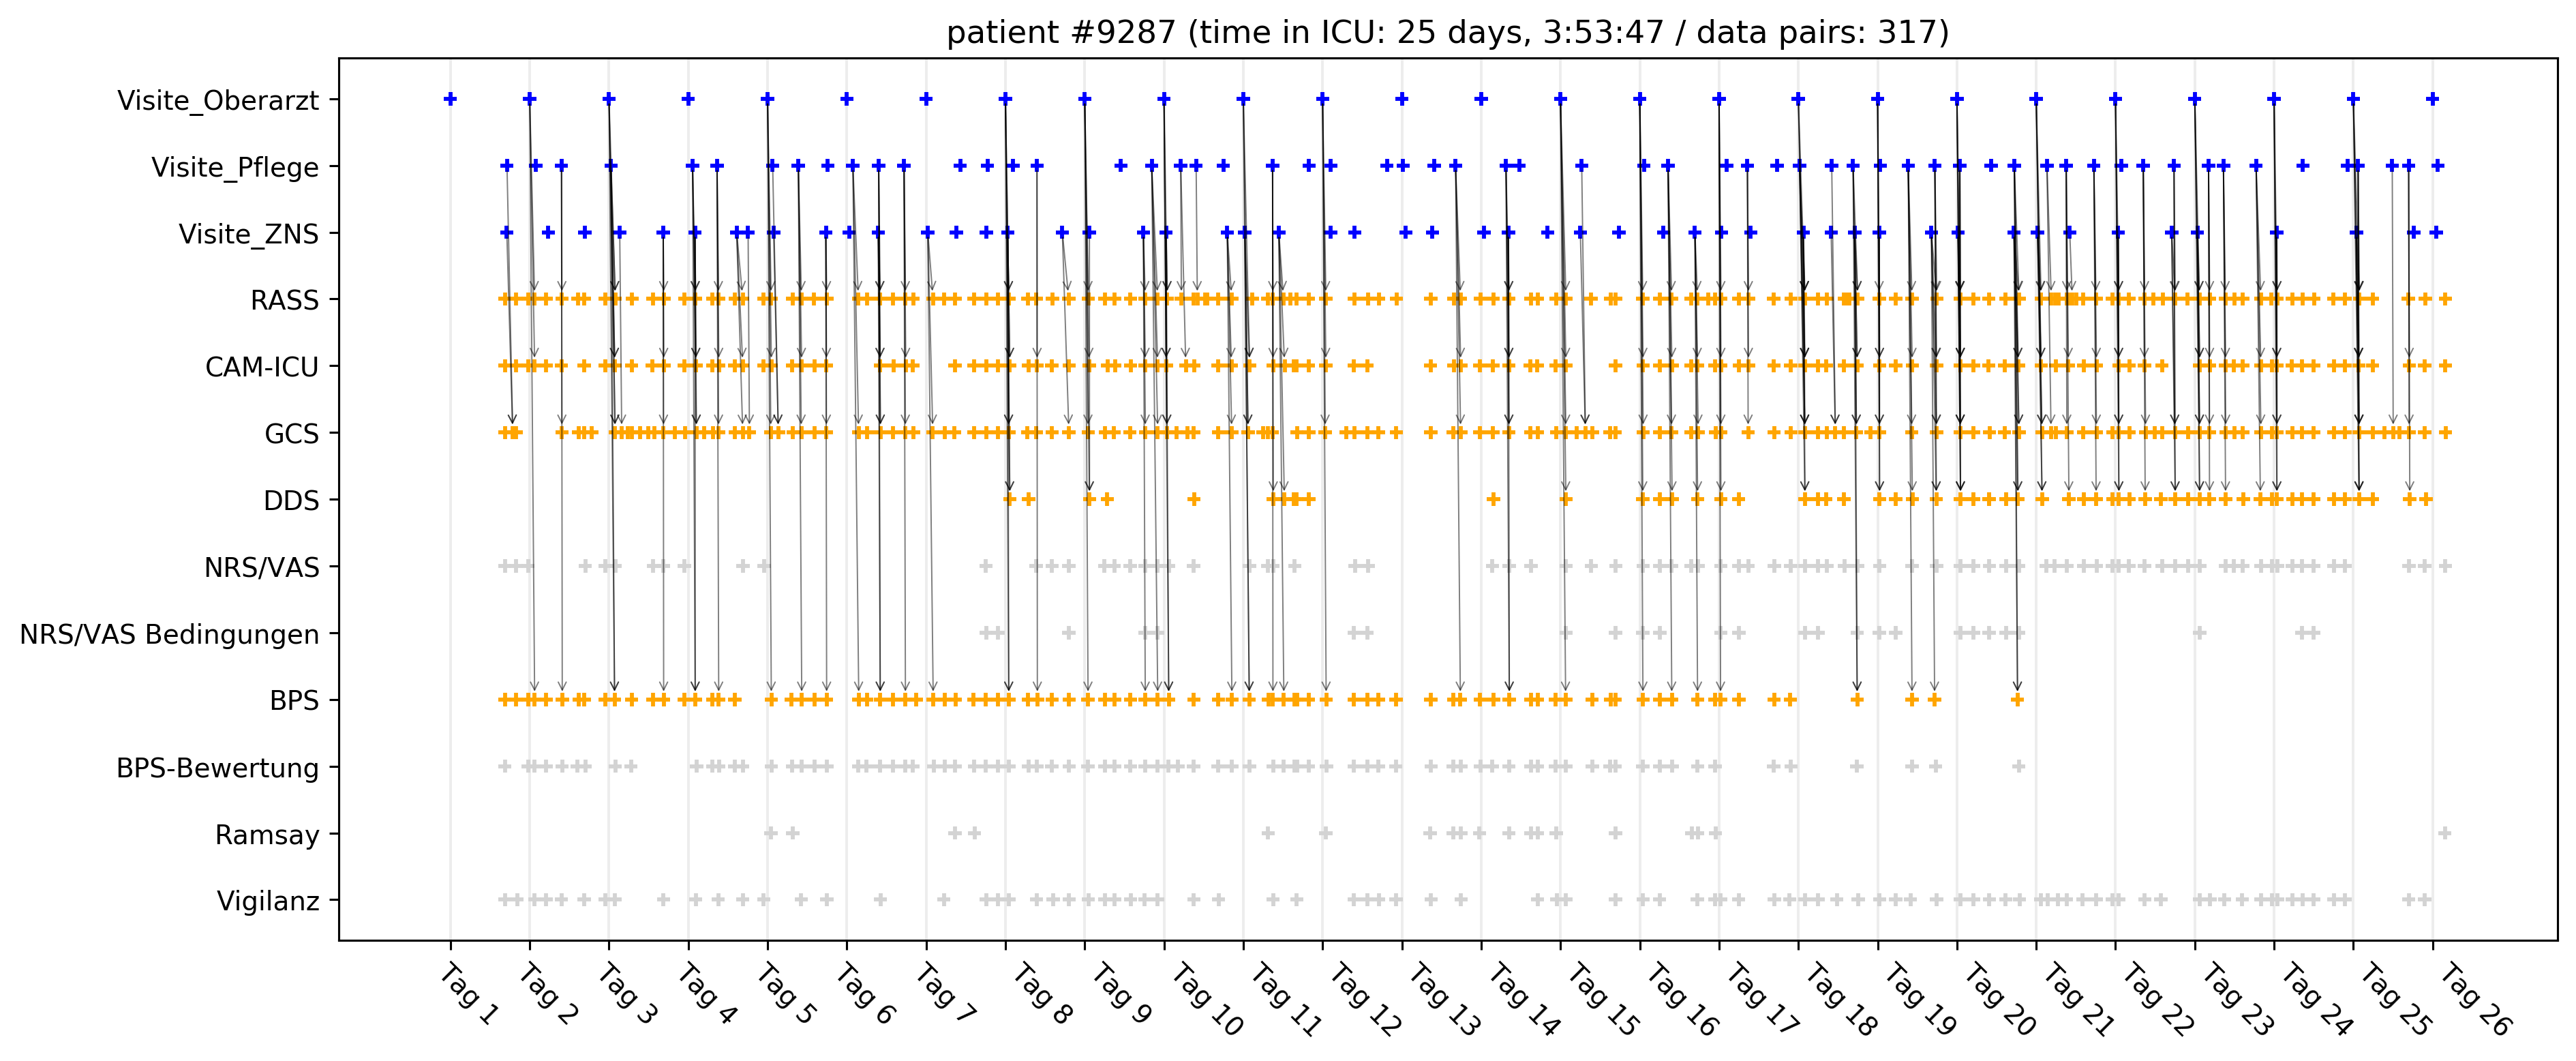 patient #9287 (time in ICU: 25 days, 3:53:47 / data pairs: 317)
Visite_Oberarzt
Visite_Pflege
Visite_ZNS
RASS
CAM-ICU
GCS
DDS
NRS/VAS
NRS/VAS Bedingungen
BPS
BPS-Bewertung
Ramsay
Vigilanz
Tag 1
Tag 2
Tag 3
Tag 4
Tag 5
Tag 6
Tag 7
Tag 8
Tag 9
Tag 10
Tag 11
Tag 12
Tag 13
Tag 14
Tag 15
Tag 16
Tag 17
Tag 18
Tag 19
Tag 20
Tag 21
Tag 22
Tag 23
Tag 24
Tag 25
Tag 26